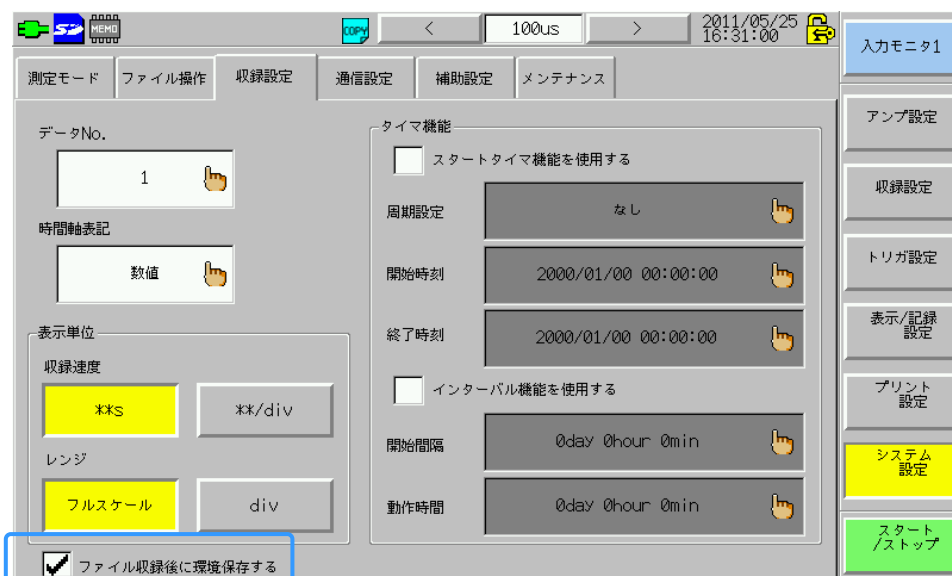 SD MEMO COPY < 100us > 2011/05/25
16:31:00
入力モニタ1
測定モード ファイル操作 収録設定 通信設定 補助設定 メンテナンス
データNo.
1
時間軸表記
数値
表示単位
収録速度
**s **/div
レンジ
フルスケール div
ファイル収録後に環境保存する
タイマ機能
スタートタイマ機能を使用する
周期設定 なし
開始時刻 2000/01/00 00:00:00
終了時刻 2000/01/00 00:00:00
インターバル機能を使用する
開始間隔 0day 0hour 0min
動作時間 0day 0hour 0min
アンプ設定
収録設定
トリガ設定
表示/記録
設定
プリント
設定
システム
設定
スタート
/ストップ